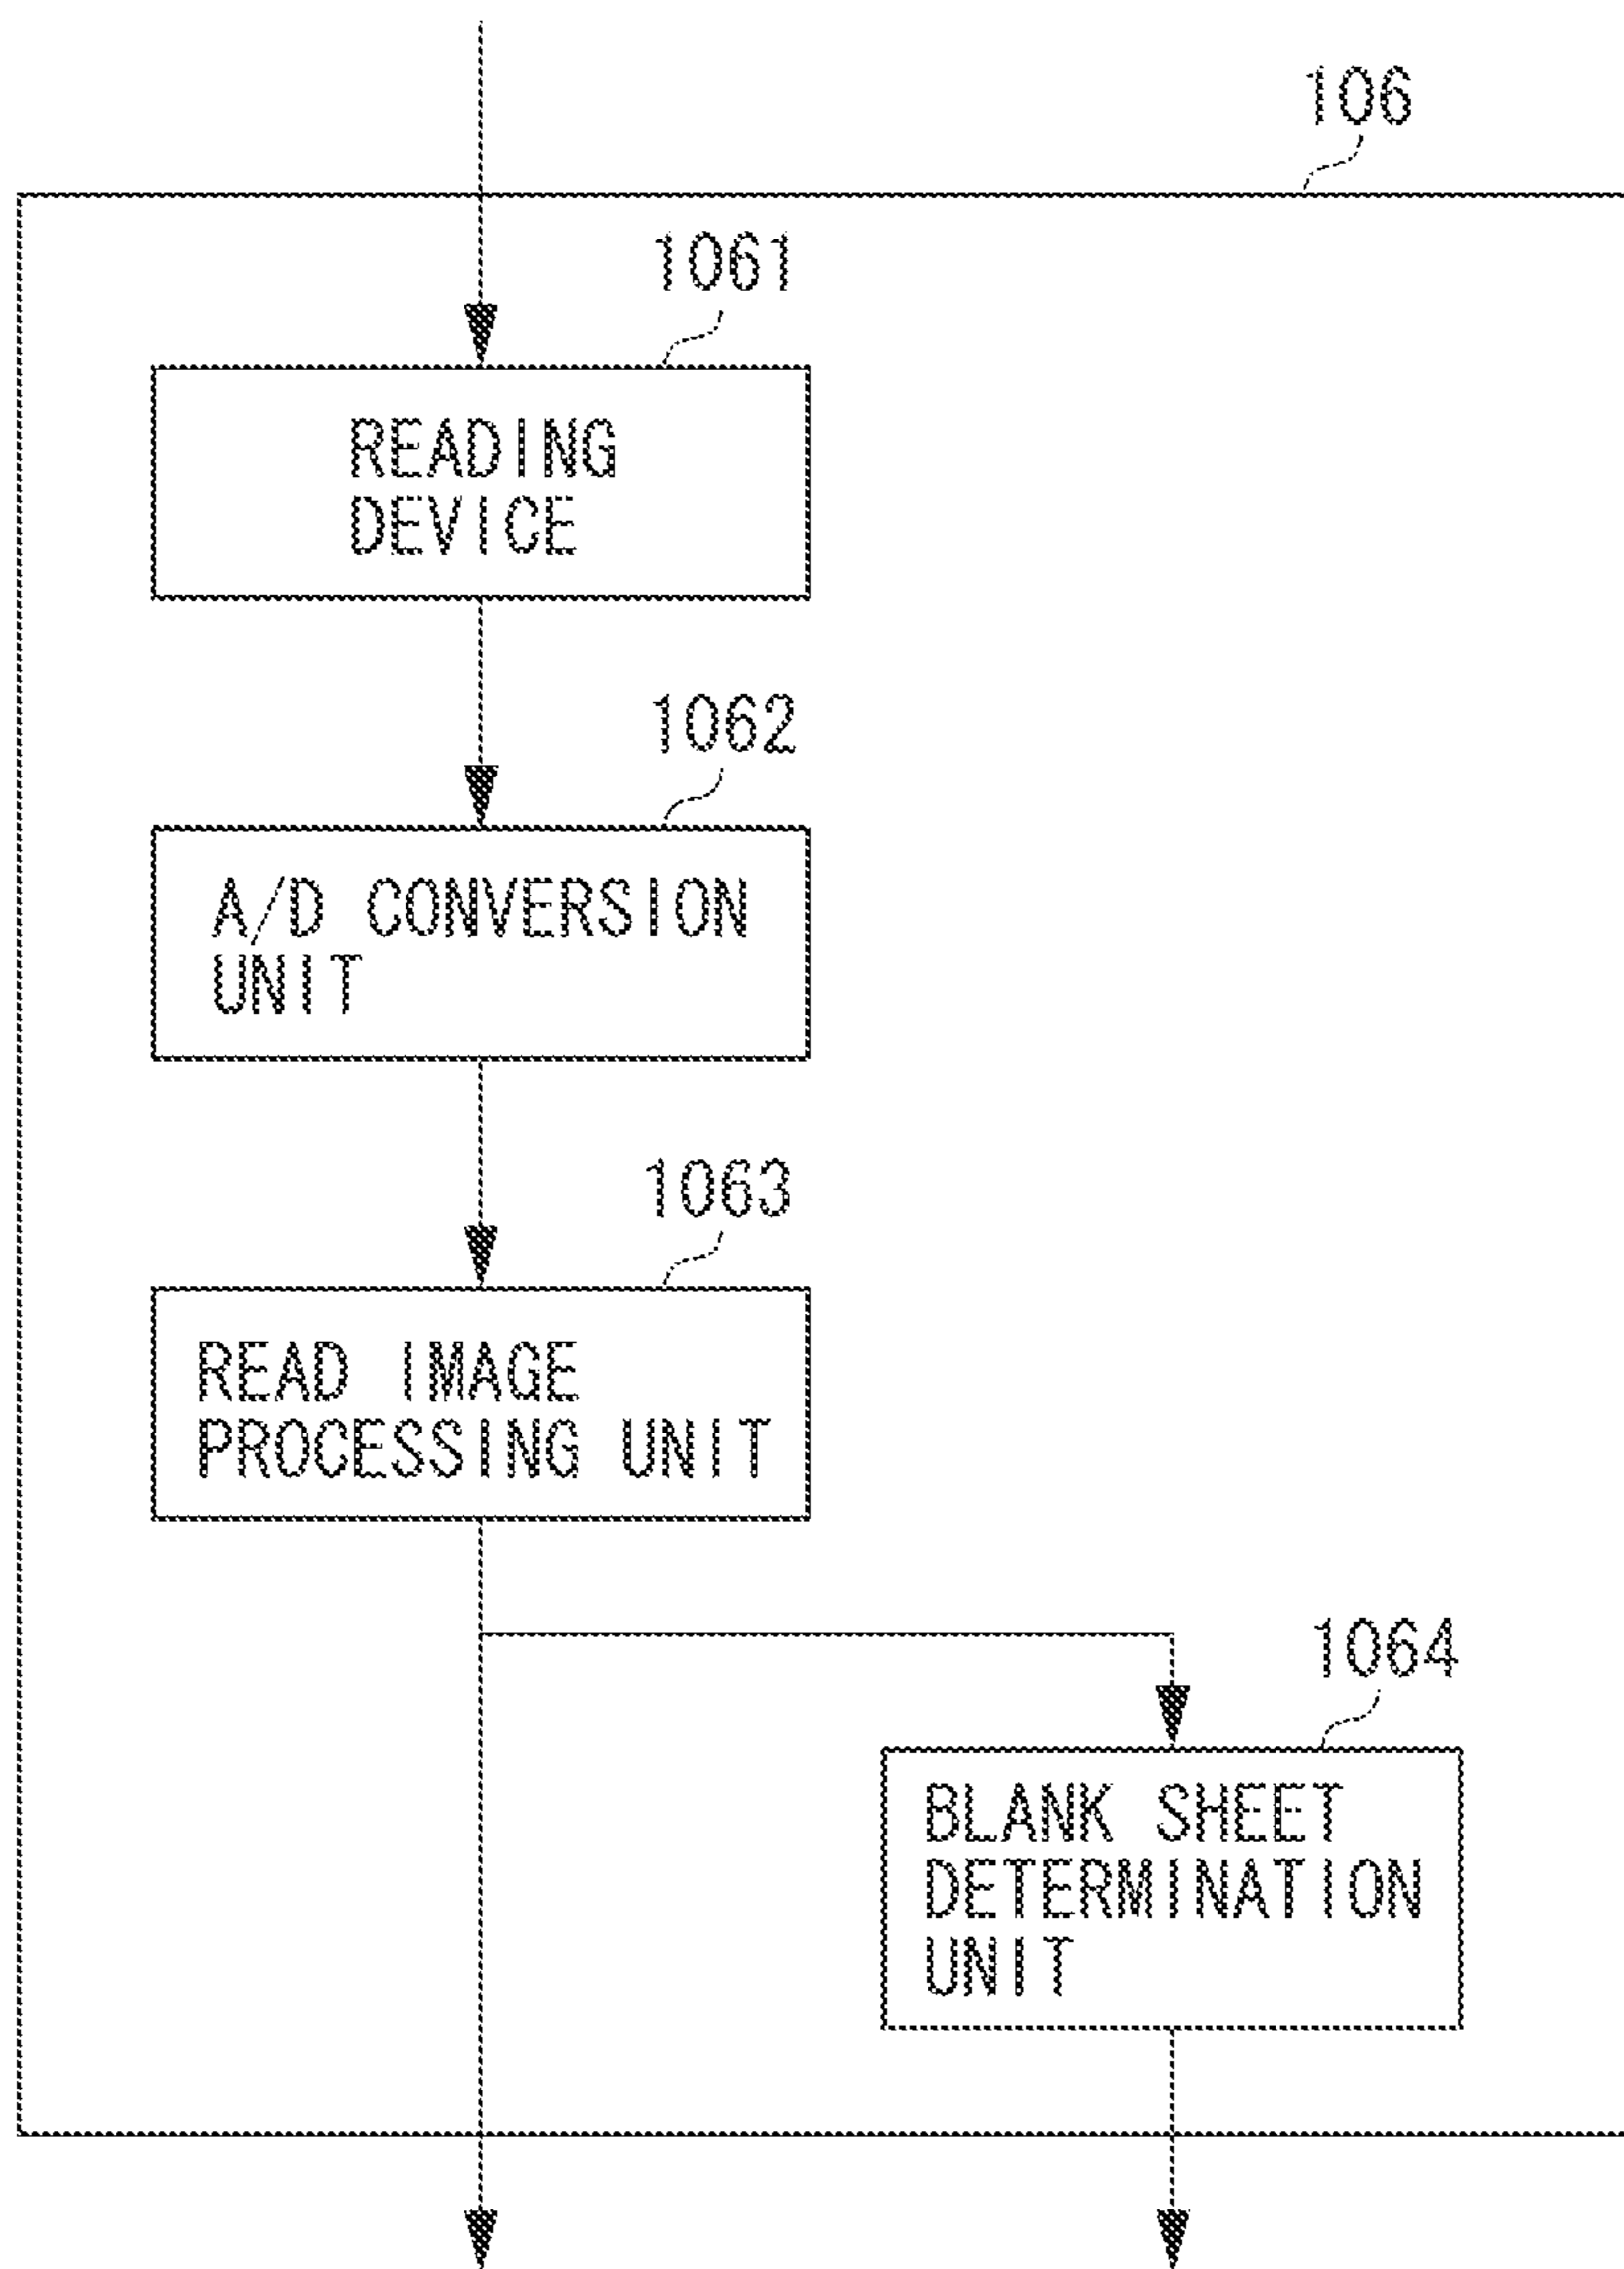 106
1061
READING
DEVICE
1062
A/D CONVERSION
UNIT
1063
READ IMAGE
PROCESSING UNIT
1064
BLANK SHEET
DETERMINATION
UNIT